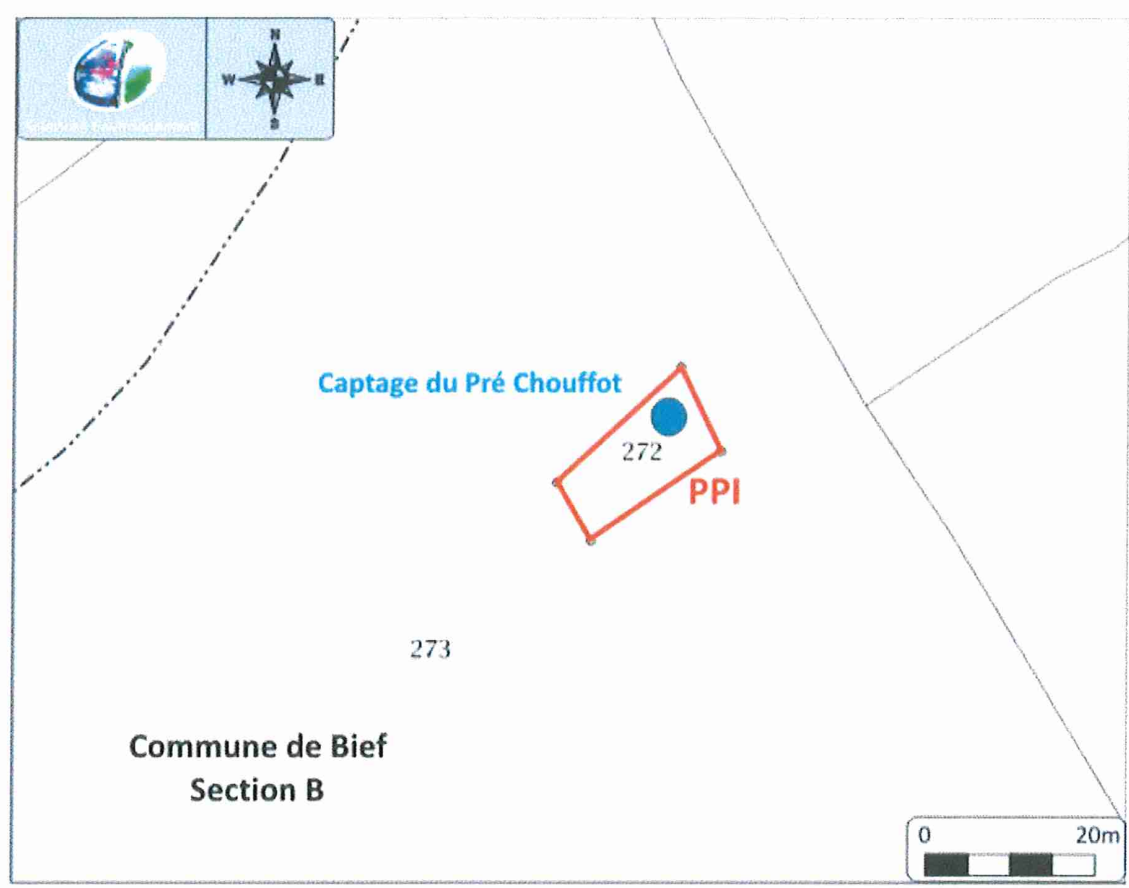 N
W E
S
Captage du Pré Chouffot
272
PPI
273
Commune de Bief
Section B
0 20m